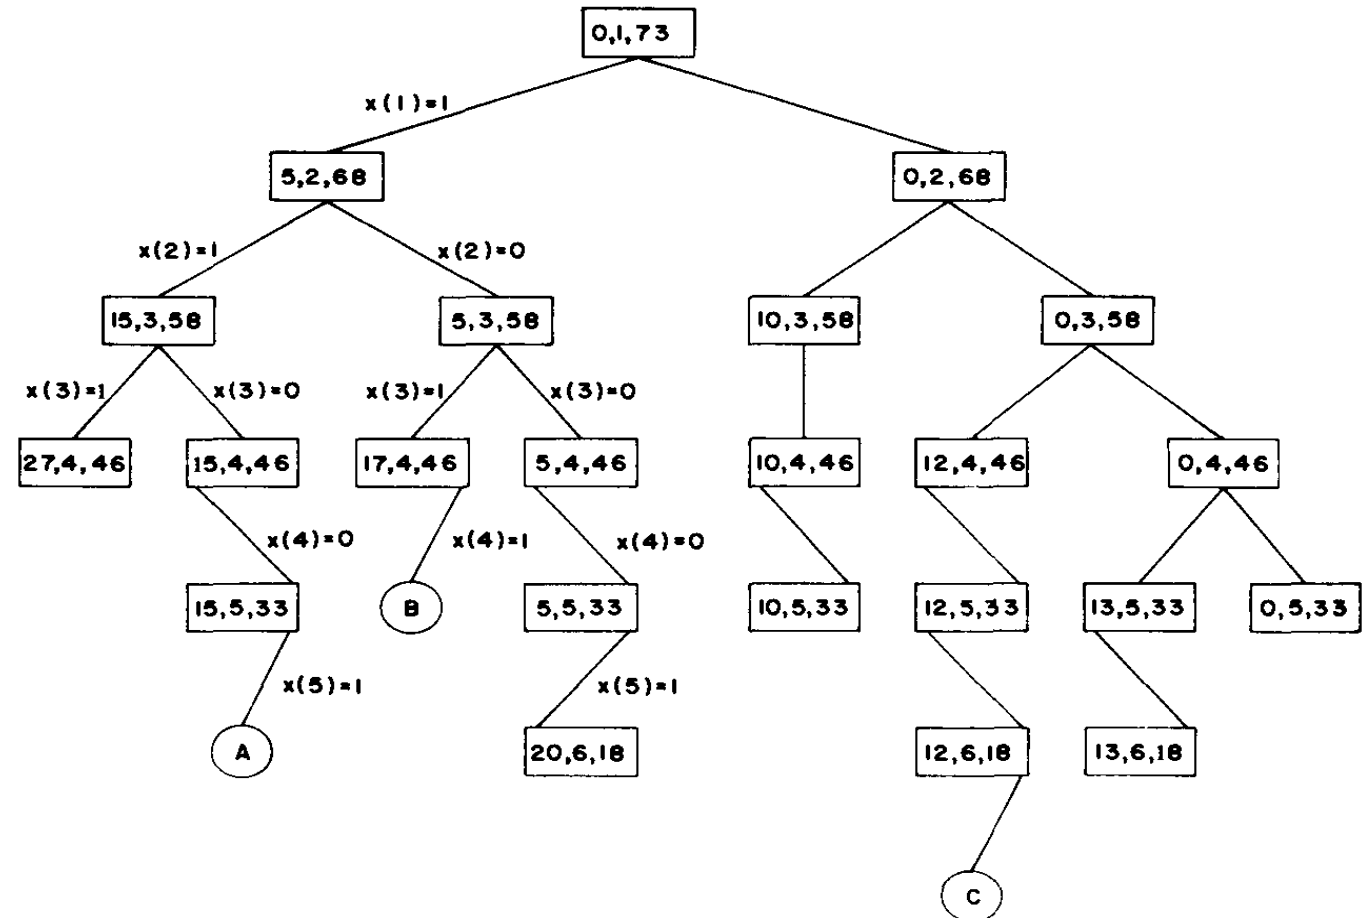 0,1,73
x(1)=1
5,2,68
0,2,68
x(2)=1
x(2)=0
15,3,58
5,3,58
10,3,58
0,3,58
x(3)=1
x(3)=0
x(3)=1
x(3)=0
27,4,46
15,4,46
17,4,46
5,4,46
10,4,46
12,4,46
0,4,46
x(4)=0
x(4)=1
x(4)=0
15,5,33
B
5,5,33
10,5,33
12,5,33
13,5,33
0,5,33
x(5)=1
x(5)=1
A
20,6,18
12,6,18
13,6,18
C